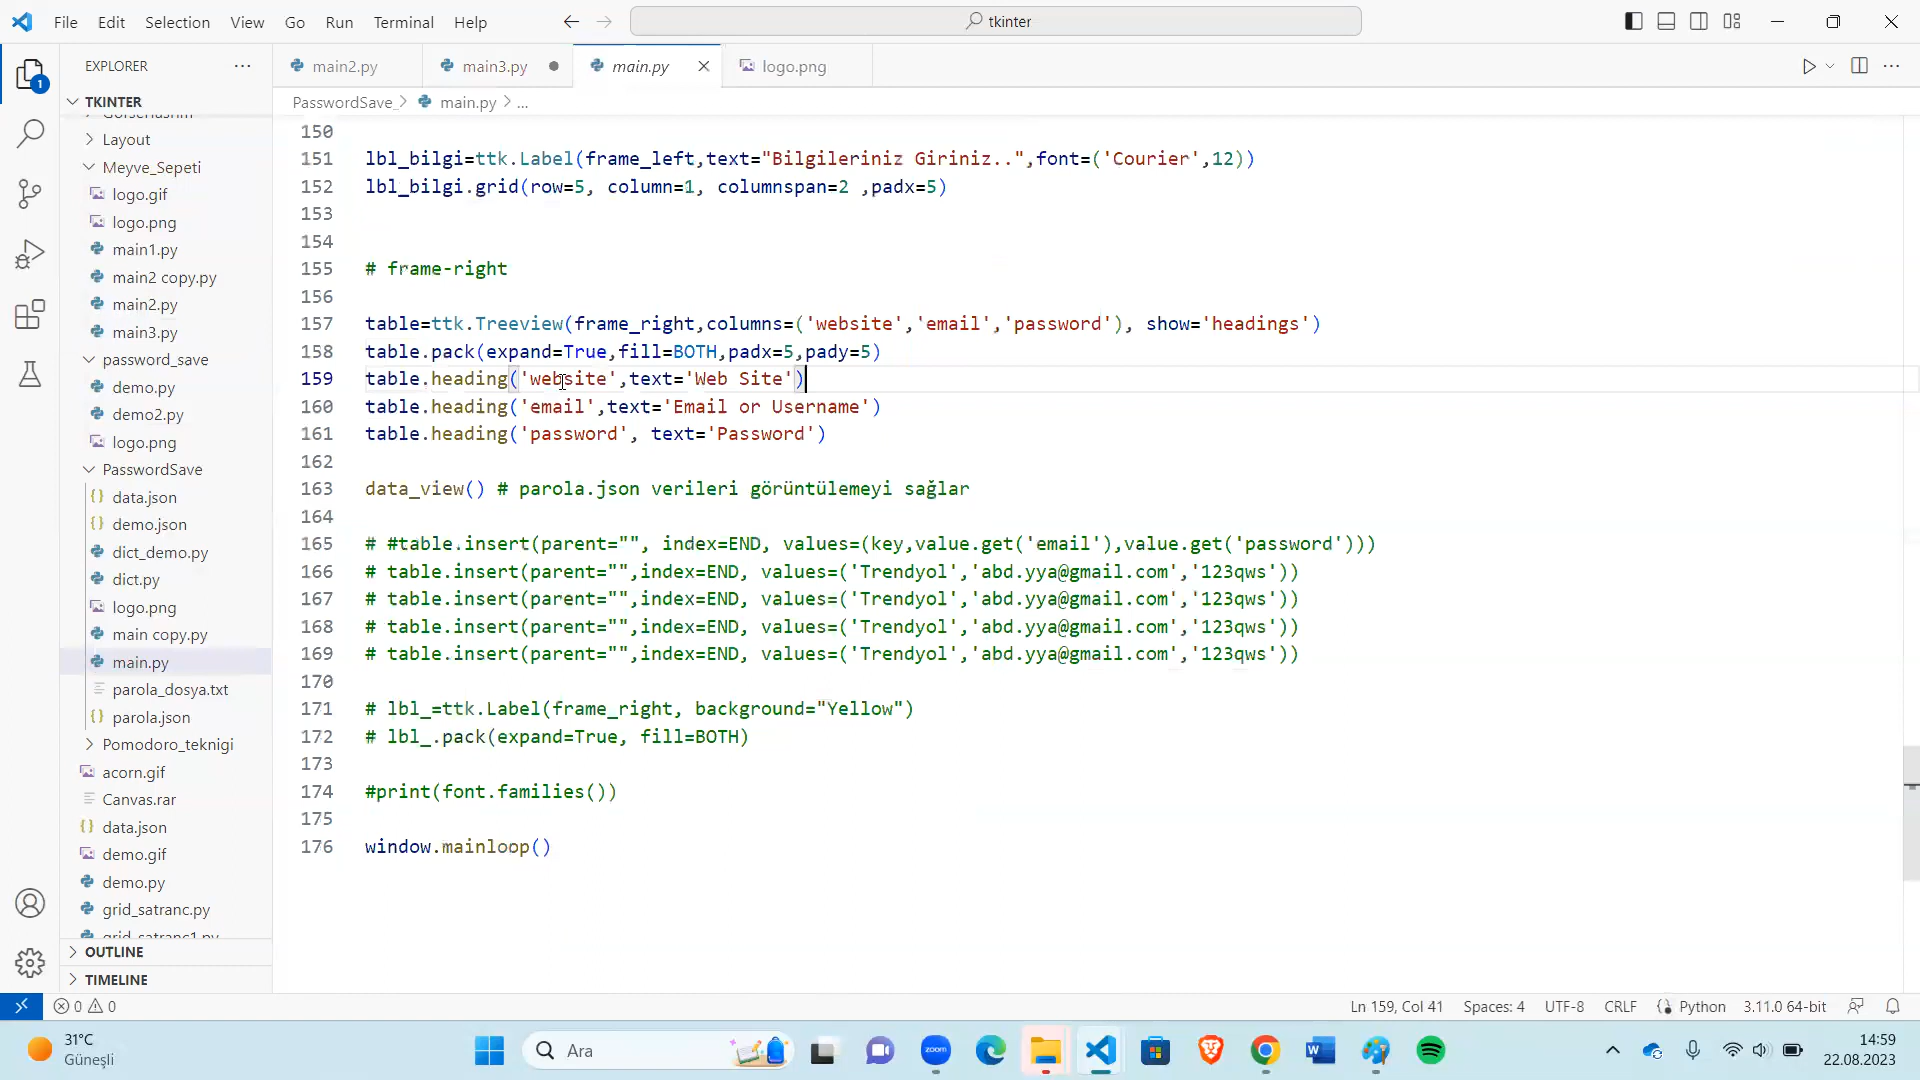 File Edit Selection View Go Run Terminal Help
tkinter
1
EXPLORER
main2.py
main3.py
main.py
logo.png
TKINTER
PasswordSave_ > main.py > ...
Layout
Meyve_Sepeti
logo.gif
logo.png
main1.py
main2 copy.py
main2.py
main3.py
password_save
demo.py
demo2.py
logo.png
PasswordSave
data.json
demo.json
dict_demo.py
dict.py
logo.png
main copy.py
main.py
parola_dosya.txt
parola.json
Pomodoro_teknigi
acorn.gif
Canvas.rar
data.json
demo.gif
demo.py
grid_satranc.py
grid_satranc1.py
OUTLINE
TIMELINE
150
151 lbl_bilgi=ttk.Label(frame_left,text="Bilgileriniz Giriniz..",font=('Courier',12))
152 lbl_bilgi.grid(row=5, column=1, columnspan=2 ,padx=5)
153
154
155 # frame-right
156
157 table=ttk.Treeview(frame_right,columns=('website','email','password'), show='headings')
158 table.pack(expand=True,fill=BOTH,padx=5,pady=5)
159 table.heading('website',text='Web Site')
160 table.heading('email',text='Email or Username')
161 table.heading('password', text='Password')
162
163 data_view() # parola.json verileri görüntülemeyi sağlar
164
165 # #table.insert(parent="", index=END, values=(key,value.get('email'),value.get('password')))
166 # table.insert(parent="",index=END, values=('Trendyol','abd.yya@gmail.com','123qws'))
167 # table.insert(parent="",index=END, values=('Trendyol','abd.yya@gmail.com','123qws'))
168 # table.insert(parent="",index=END, values=('Trendyol','abd.yya@gmail.com','123qws'))
169 # table.insert(parent="",index=END, values=('Trendyol','abd.yya@gmail.com','123qws'))
170
171 # lbl_=ttk.Label(frame_right, background="Yellow")
172 # lbl_.pack(expand=True, fill=BOTH)
173
174 #print(font.families())
175
176 window.mainloop()
0 0
Ln 159, Col 41 Spaces: 4 UTF-8 CRLF Python 3.11.0 64-bit
31°C
Güneşli
Ara
zoom
14:59
22.08.2023